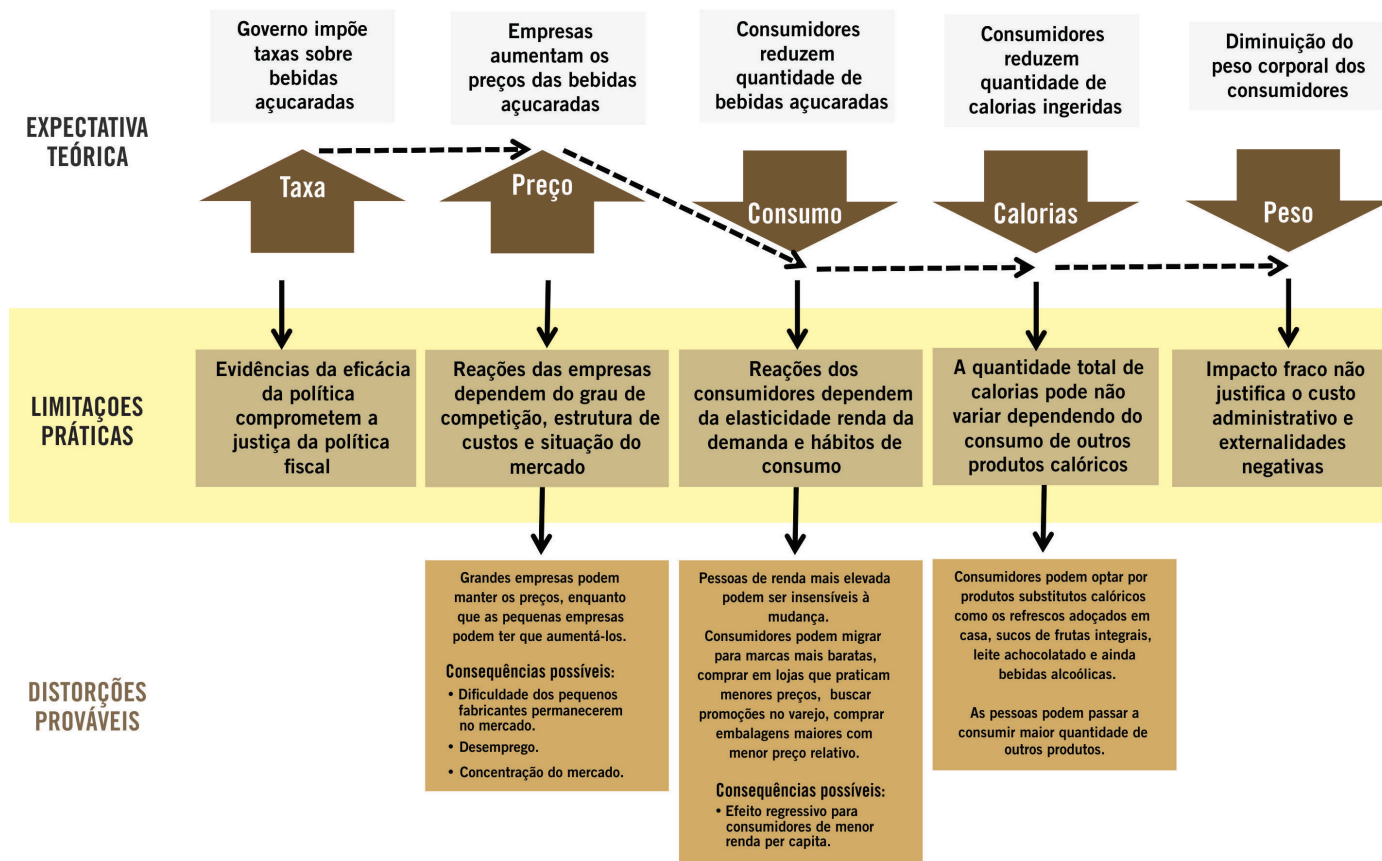 Governo impõe
taxas sobre
bebidas
açucaradas
Empresas
aumentam os
preços das bebidas
açucaradas
Consumidores
reduzem
quantidade de
bebidas açucaradas
Consumidores
reduzem
quantidade de
calorias ingeridas
Diminuição do
peso corporal dos
consumidores
EXPECTATIVA
TEÓRICA
Taxa
Preço
Consumo
Calorias
Peso
LIMITAÇOES
PRÁTICAS
Evidências da eficácia
da política
comprometem a
justiça da política
fiscal
Reações das empresas
dependem do grau de
competição, estrutura de
custos e situação do
mercado
Reações dos
consumidores dependem
da elasticidade renda da
demanda e hábitos de
consumo
A quantidade total de
calorias pode não
variar dependendo do
consumo de outros
produtos calóricos
Impacto fraco não
justifica o custo
administrativo e
externalidades
negativas
DISTORÇÕES
PROVÁVEIS
Grandes empresas podem
manter os preços, enquanto
que as pequenas empresas
podem ter que aumentá-los.
Consequências possíveis:
• Dificuldade dos pequenos
fabricantes permanecerem
no mercado.
• Desemprego.
• Concentração do mercado.
Pessoas de renda mais elevada
podem ser insensíveis à
mudança.
Consumidores podem migrar
para marcas mais baratas,
comprar em lojas que praticam
menores preços, buscar
promoções no varejo, comprar
embalagens maiores com
menor preço relativo.
Consequências possíveis:
• Efeito regressivo para
consumidores de menor
renda per capita.
Consumidores podem optar por
produtos substitutos calóricos
como os refrescos adoçados em
casa, sucos de frutas integrais,
leite achocolatado e ainda
bebidas alcoólicas.
As pessoas podem passar a
consumir maior quantidade de
outros produtos.